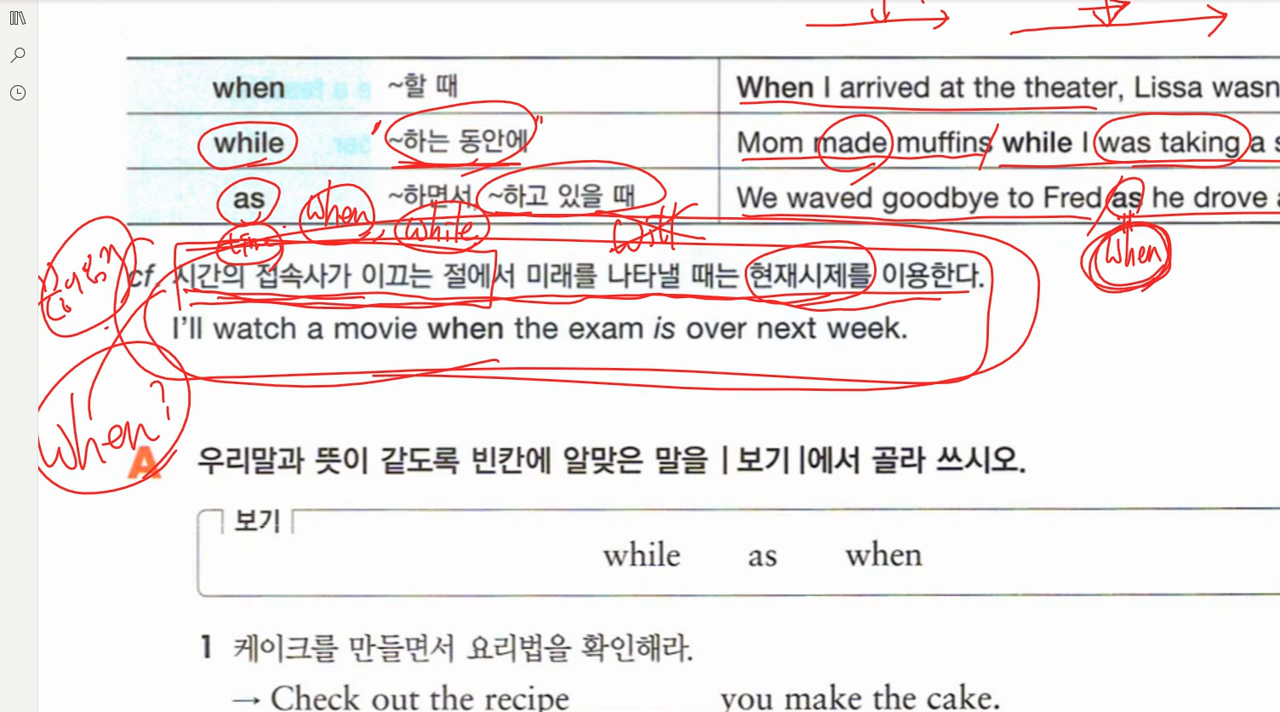 when ~할 때 When I arrived at the theater, Lissa wasn
while "~하는 동안에" Mom made muffins while I was taking a s
as ~하면서, ~하고 있을 때 We waved goodbye to Fred as he drove a
when, while
time
when
cf. 시간의 접속사가 이끄는 절에서 미래를 나타낼 때는 현재시제를 이용한다.
I'll watch a movie when the exam is over next week.
when?
A 우리말과 뜻이 같도록 빈칸에 알맞은 말을 |보기|에서 골라 쓰시오.
보기
while as when
1 케이크를 만들면서 요리법을 확인해라.
→ Check out the recipe ______ you make the cake.